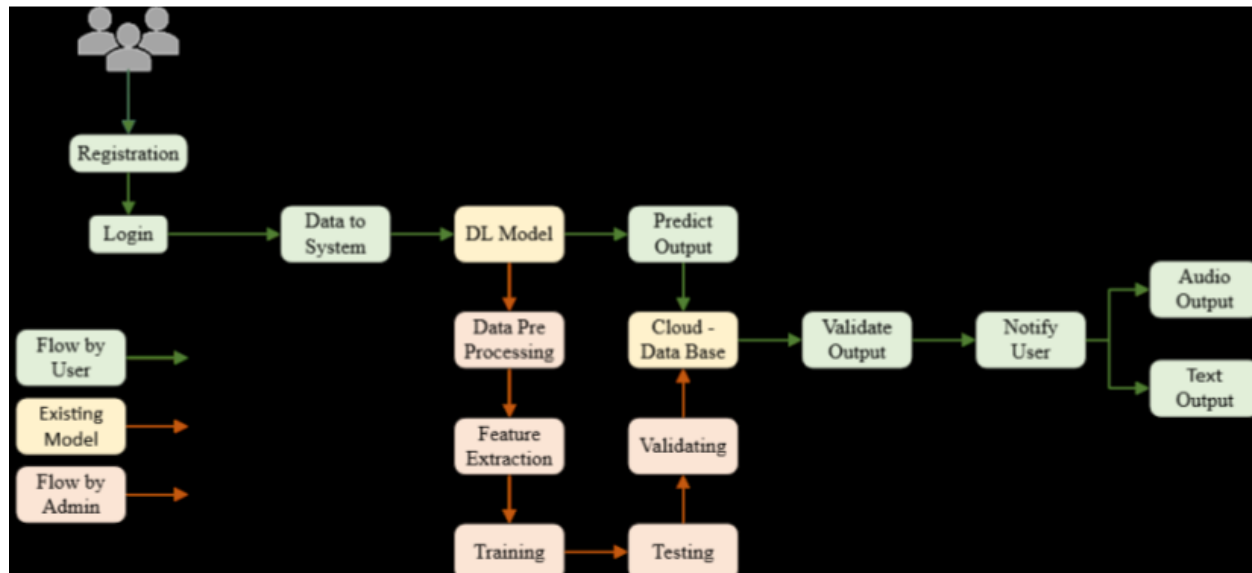 Registration
Login
Data to
System
DL Model
Predict
Output
Data Pre
Processing
Cloud -
Data Base
Validate
Output
Notify
User
Audio
Output
Text
Output
Feature
Extraction
Validating
Training
Testing
Flow by
User
Existing
Model
Flow by
Admin